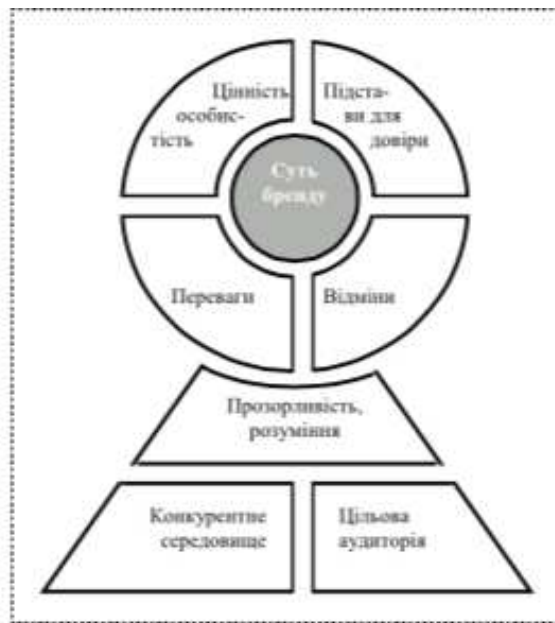 Цінність,
особис-
тість
Підста-
ви для
довіри
Суть
бренду
Переваги
Відміни
Прозорливість,
розуміння
Конкурентне
середовище
Цільова
аудиторія